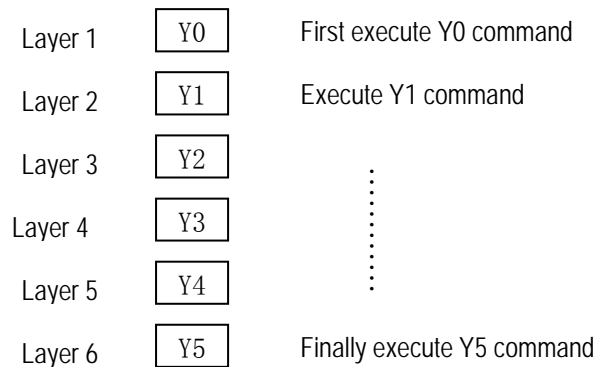 Layer 1 Y0 First execute Y0 command
Layer 2 Y1 Execute Y1 command
Layer 3 Y2
Layer 4 Y3
Layer 5 Y4
Layer 6 Y5 Finally execute Y5 command